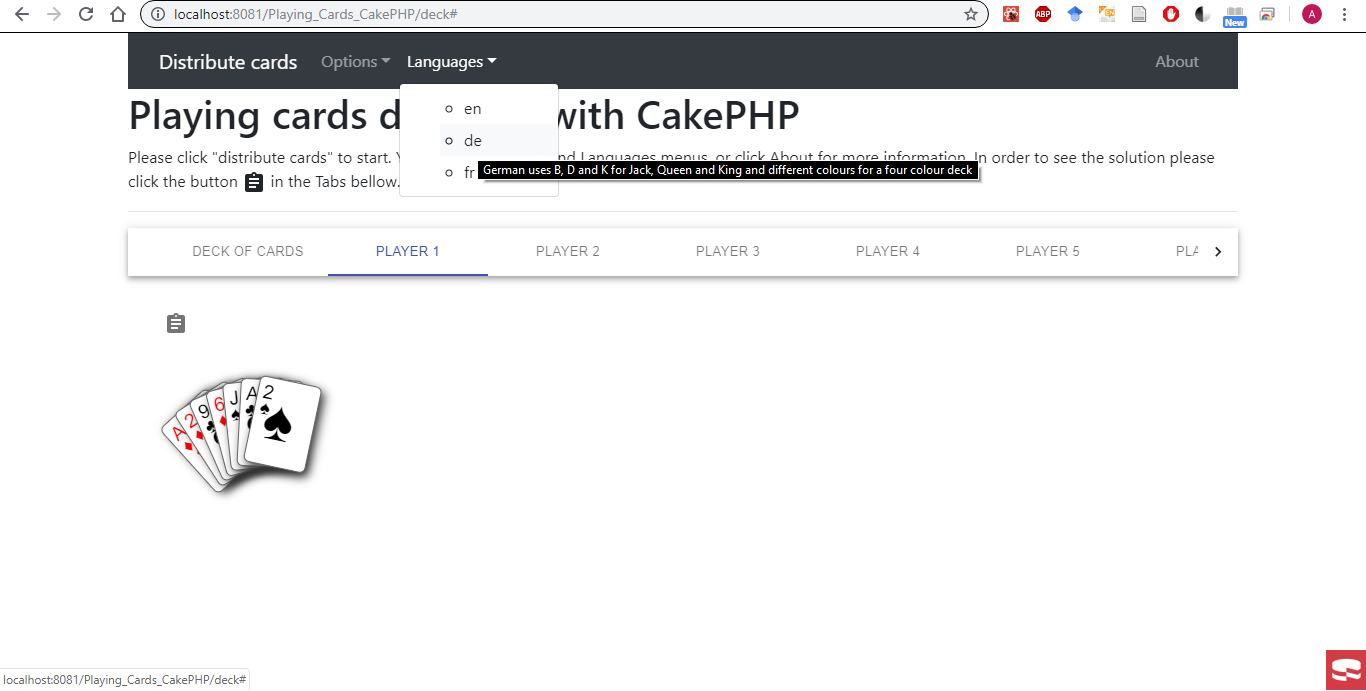 localhost:8081/Playing_Cards_CakePHP/deck#
ABP
EN
New
A
Distribute cards Options Languages About
en
de
fr
German uses B, D and K for Jack, Queen and King and different colours for a four colour deck
Playing cards d with CakePHP
Please click "distribute cards" to start. nd Languages menus, or click About for more information. In order to see the solution please
click the button in the Tabs bellow.
DECK OF CARDS PLAYER 1 PLAYER 2 PLAYER 3 PLAYER 4 PLAYER 5 PLA
A 2 9 6 J A 2
localhost:8081/Playing_Cards_CakePHP/deck#